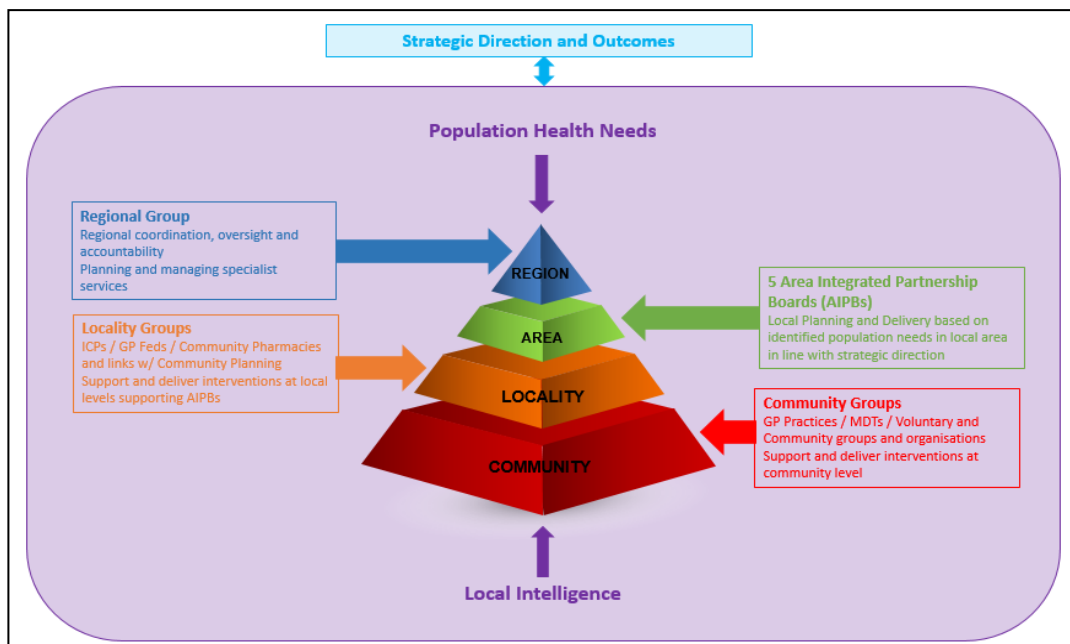 Strategic Direction and Outcomes
Population Health Needs
Regional Group
Regional coordination, oversight and
accountability
Planning and managing specialist
services
REGION
5 Area Integrated Partnership
Boards (AIPBs)
Local Planning and Delivery based on
identified population needs in local area
in line with strategic direction
AREA
Locality Groups
ICPs / GP Feds / Community Pharmacies
and links w/ Community Planning
Support and deliver interventions at local
levels supporting AIPBs
LOCALITY
Community Groups
GP Practices / MDTs / Voluntary and
Community groups and organisations
Support and deliver interventions at
community level
COMMUNITY
Local Intelligence